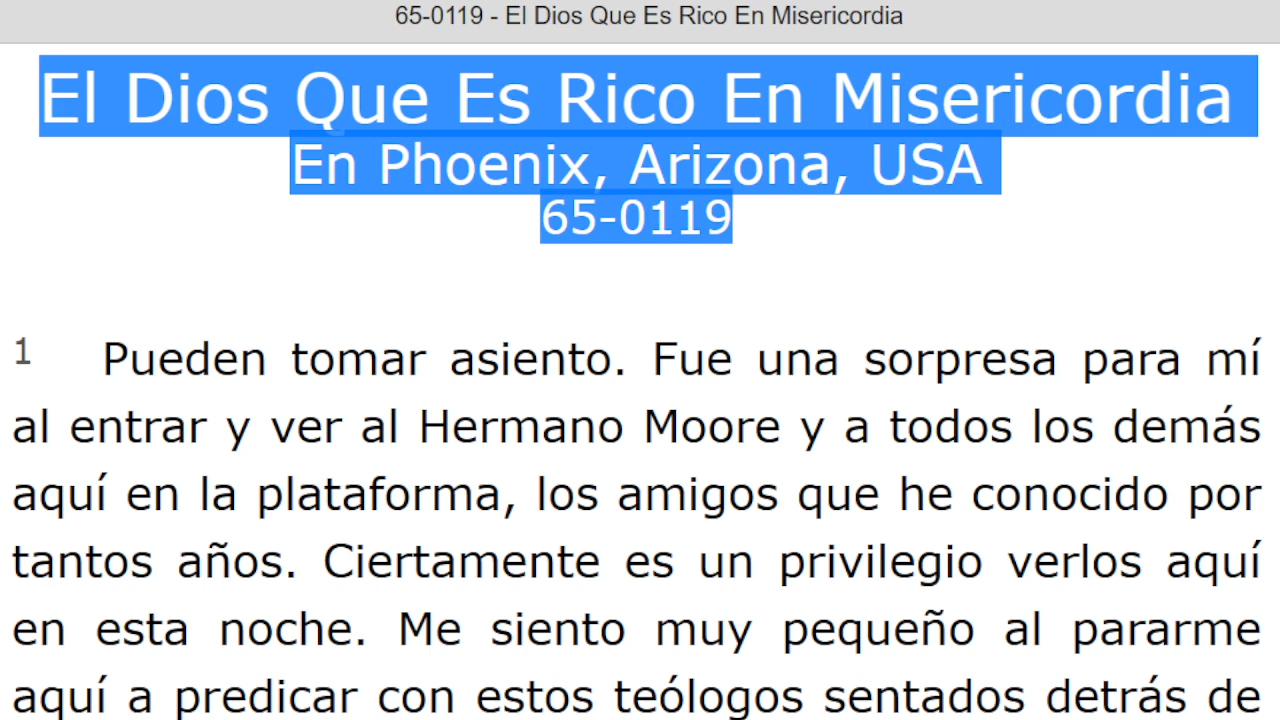 65-0119 - El Dios Que Es Rico En Misericordia
El Dios Que Es Rico En Misericordia
En Phoenix, Arizona, USA
65-0119
1 Pueden tomar asiento. Fue una sorpresa para mí
al entrar y ver al Hermano Moore y a todos los demás
aquí en la plataforma, los amigos que he conocido por
tantos años. Ciertamente es un privilegio verlos aquí
en esta noche. Me siento muy pequeño al pararme
aquí a predicar con estos teólogos sentados detrás de